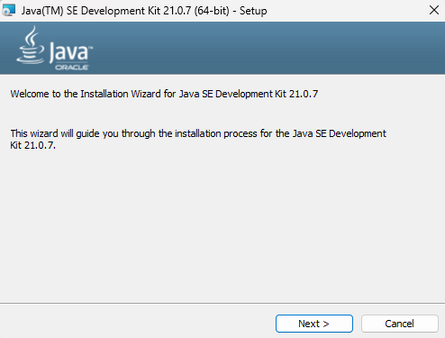 Java(TM) SE Development Kit 21.0.7 (64-bit) - Setup
Java™
ORACLE
Welcome to the Installation Wizard for Java SE Development Kit 21.0.7
This wizard will guide you through the installation process for the Java SE Development
Kit 21.0.7.
Next >
Cancel